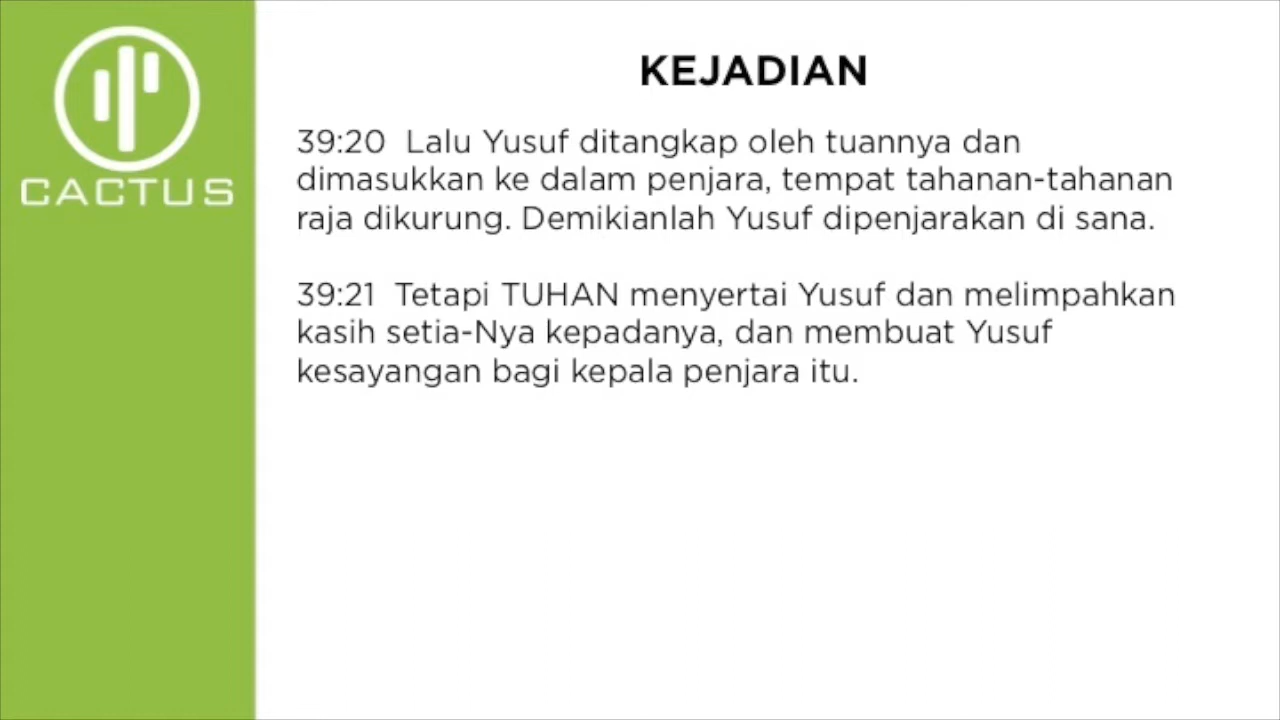 CACTUS
KEJADIAN
39:20 Lalu Yusuf ditangkap oleh tuannya dan
dimasukkan ke dalam penjara, tempat tahanan-tahanan
raja dikurung. Demikianlah Yusuf dipenjarakan di sana.
39:21 Tetapi TUHAN menyertai Yusuf dan melimpahkan
kasih setia-Nya kepadanya, dan membuat Yusuf
kesayangan bagi kepala penjara itu.